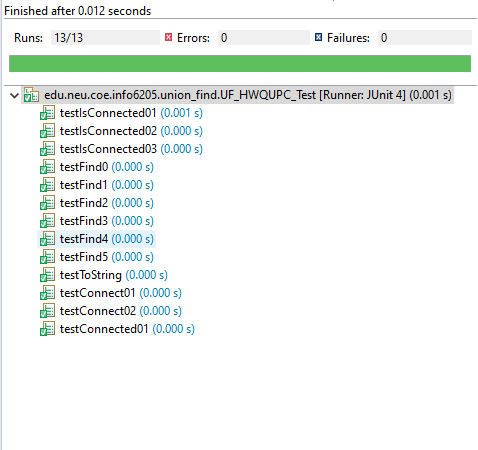 Finished after 0.012 seconds
Runs: 13/13 Errors: 0 Failures: 0
edu.neu.coe.info6205.union_find.UF_HWQUPC_Test [Runner: JUnit 4] (0.001 s)
testIsConnected01 (0.001 s)
testIsConnected02 (0.000 s)
testIsConnected03 (0.000 s)
testFind0 (0.000 s)
testFind1 (0.000 s)
testFind2 (0.000 s)
testFind3 (0.000 s)
testFind4 (0.000 s)
testFind5 (0.000 s)
testToString (0.000 s)
testConnect01 (0.000 s)
testConnect02 (0.000 s)
testConnected01 (0.000 s)